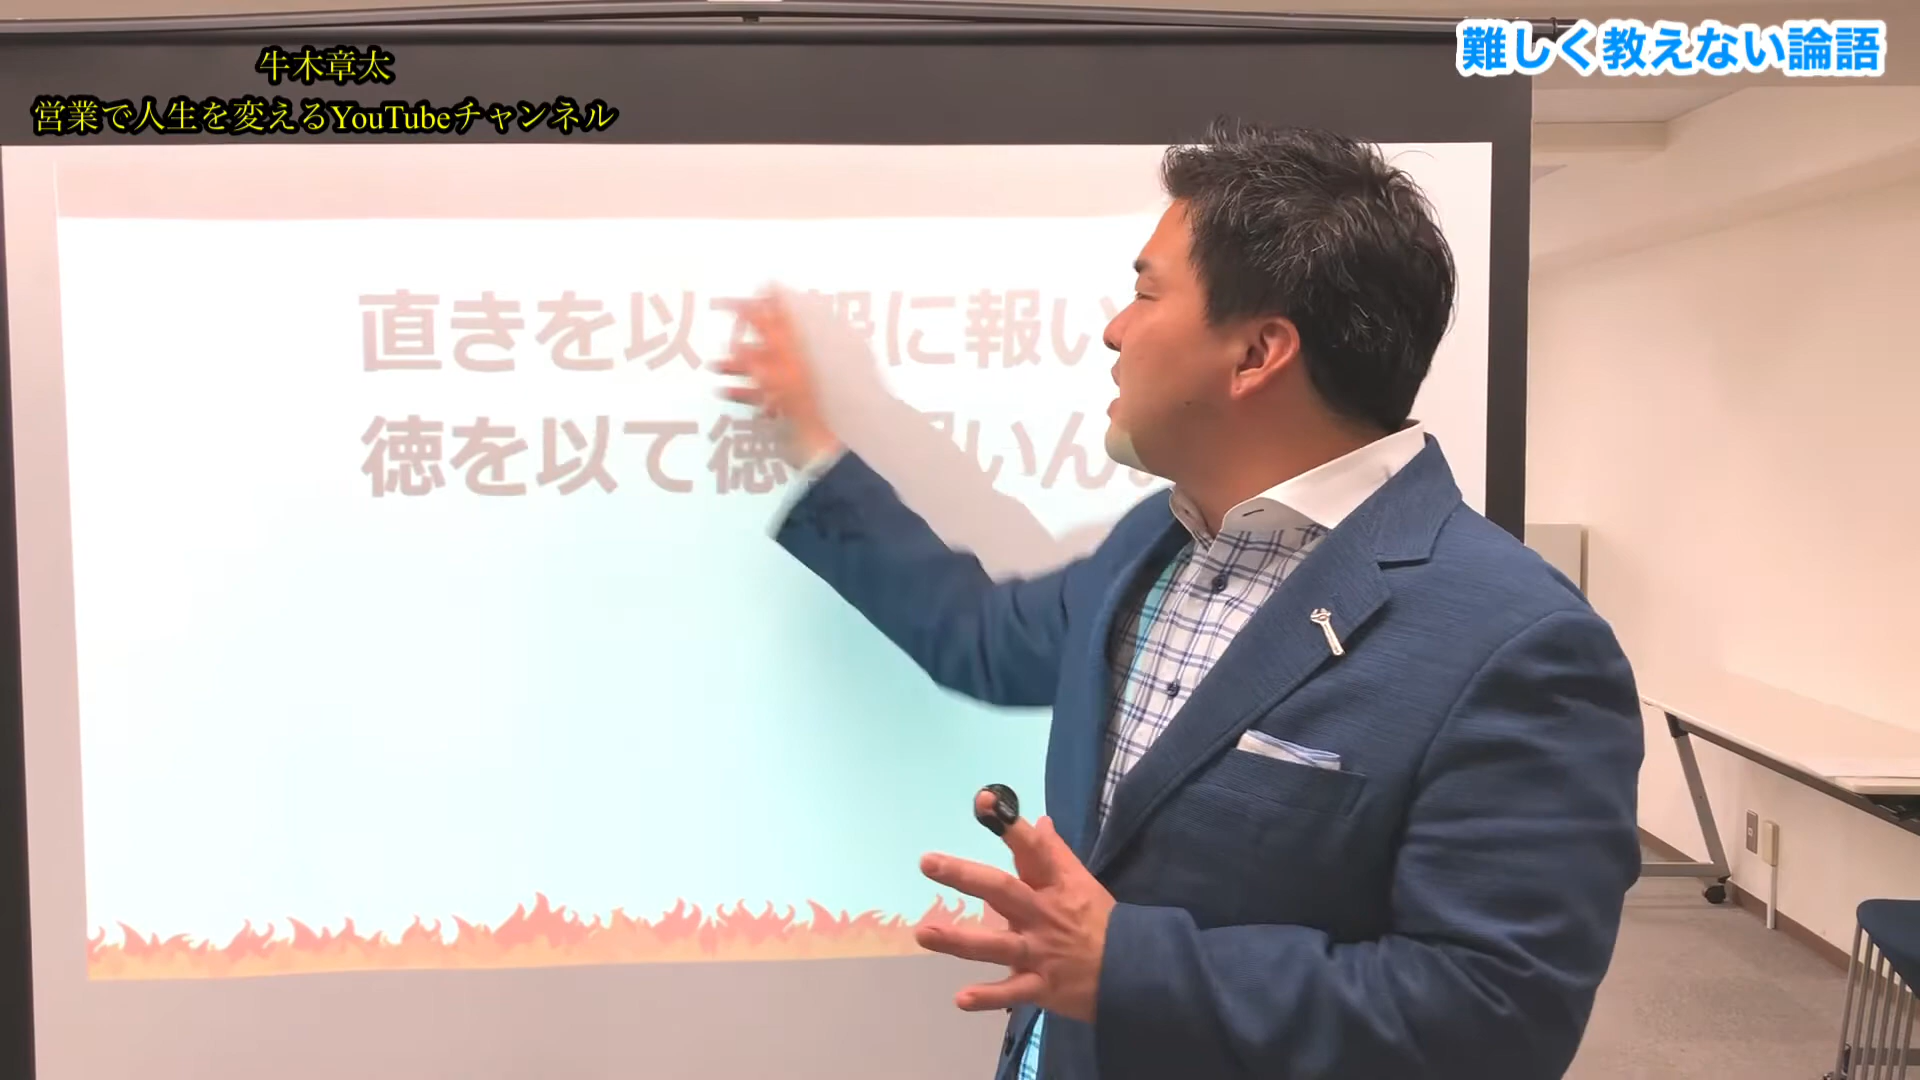 牛木章太
営業で人生を変えるYouTubeチャンネル
難しく教えない論語
直きを以て に報い
徳を以て徳 いん